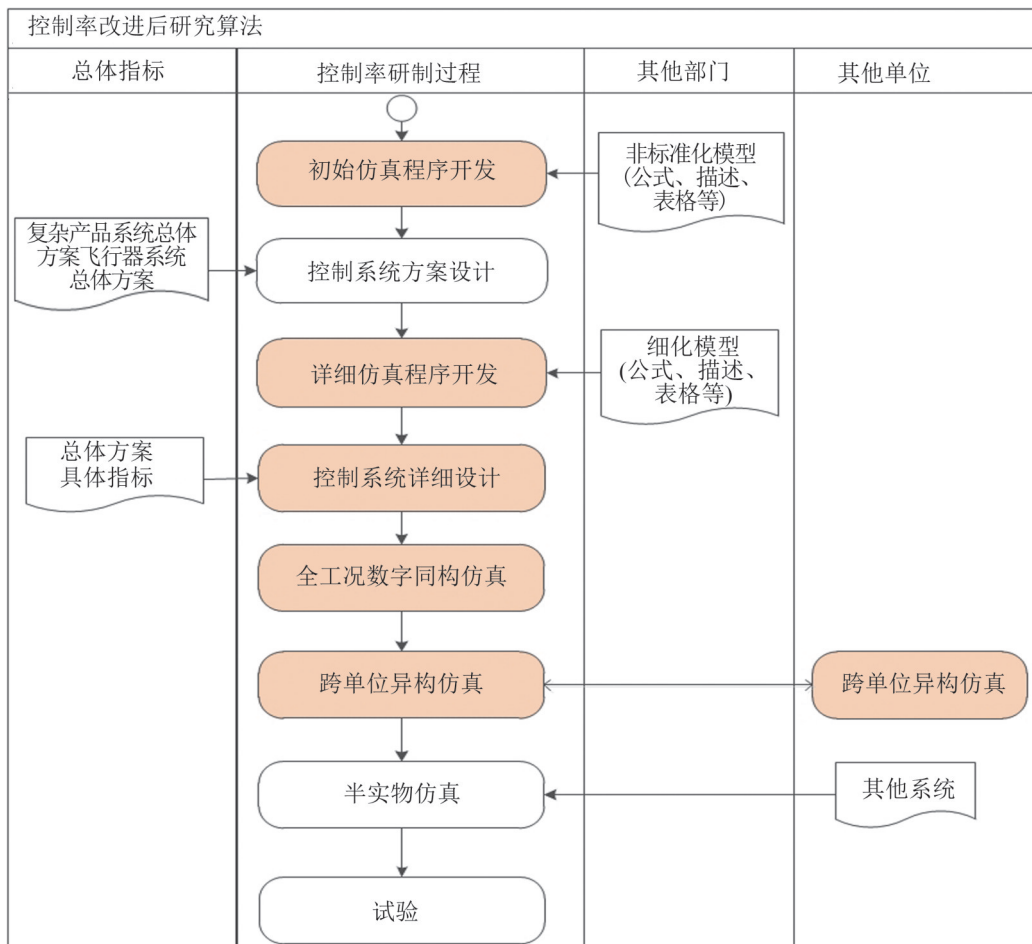 控制率改进后研究算法
总体指标
控制率研制过程
其他部门
其他单位
初始仿真程序开发
非标准化模型
(公式、描述、
表格等)
复杂产品系统总体
方案飞行器系统
总体方案
控制系统方案设计
详细仿真程序开发
细化模型
(公式、描述、
表格等)
总体方案
具体指标
控制系统详细设计
全工况数字同构仿真
跨单位异构仿真
跨单位异构仿真
半实物仿真
其他系统
试验